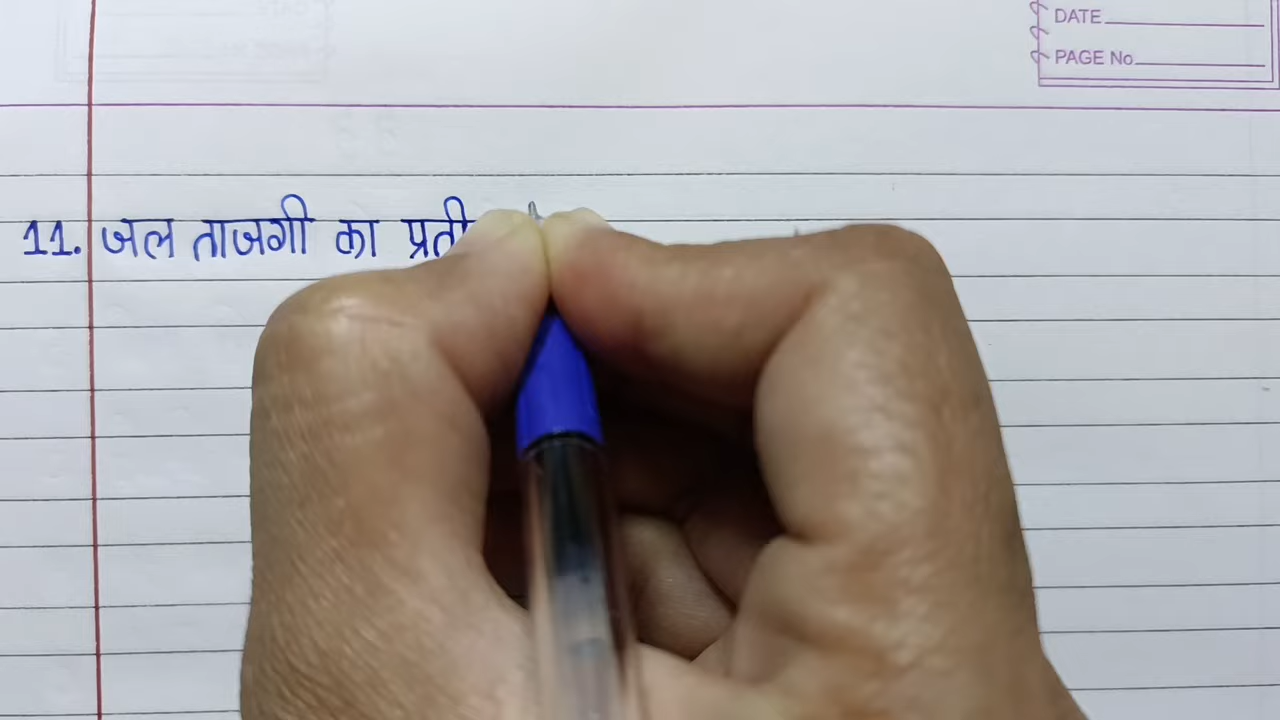 DATE
PAGE No.
11. जल ताजगी का प्रती